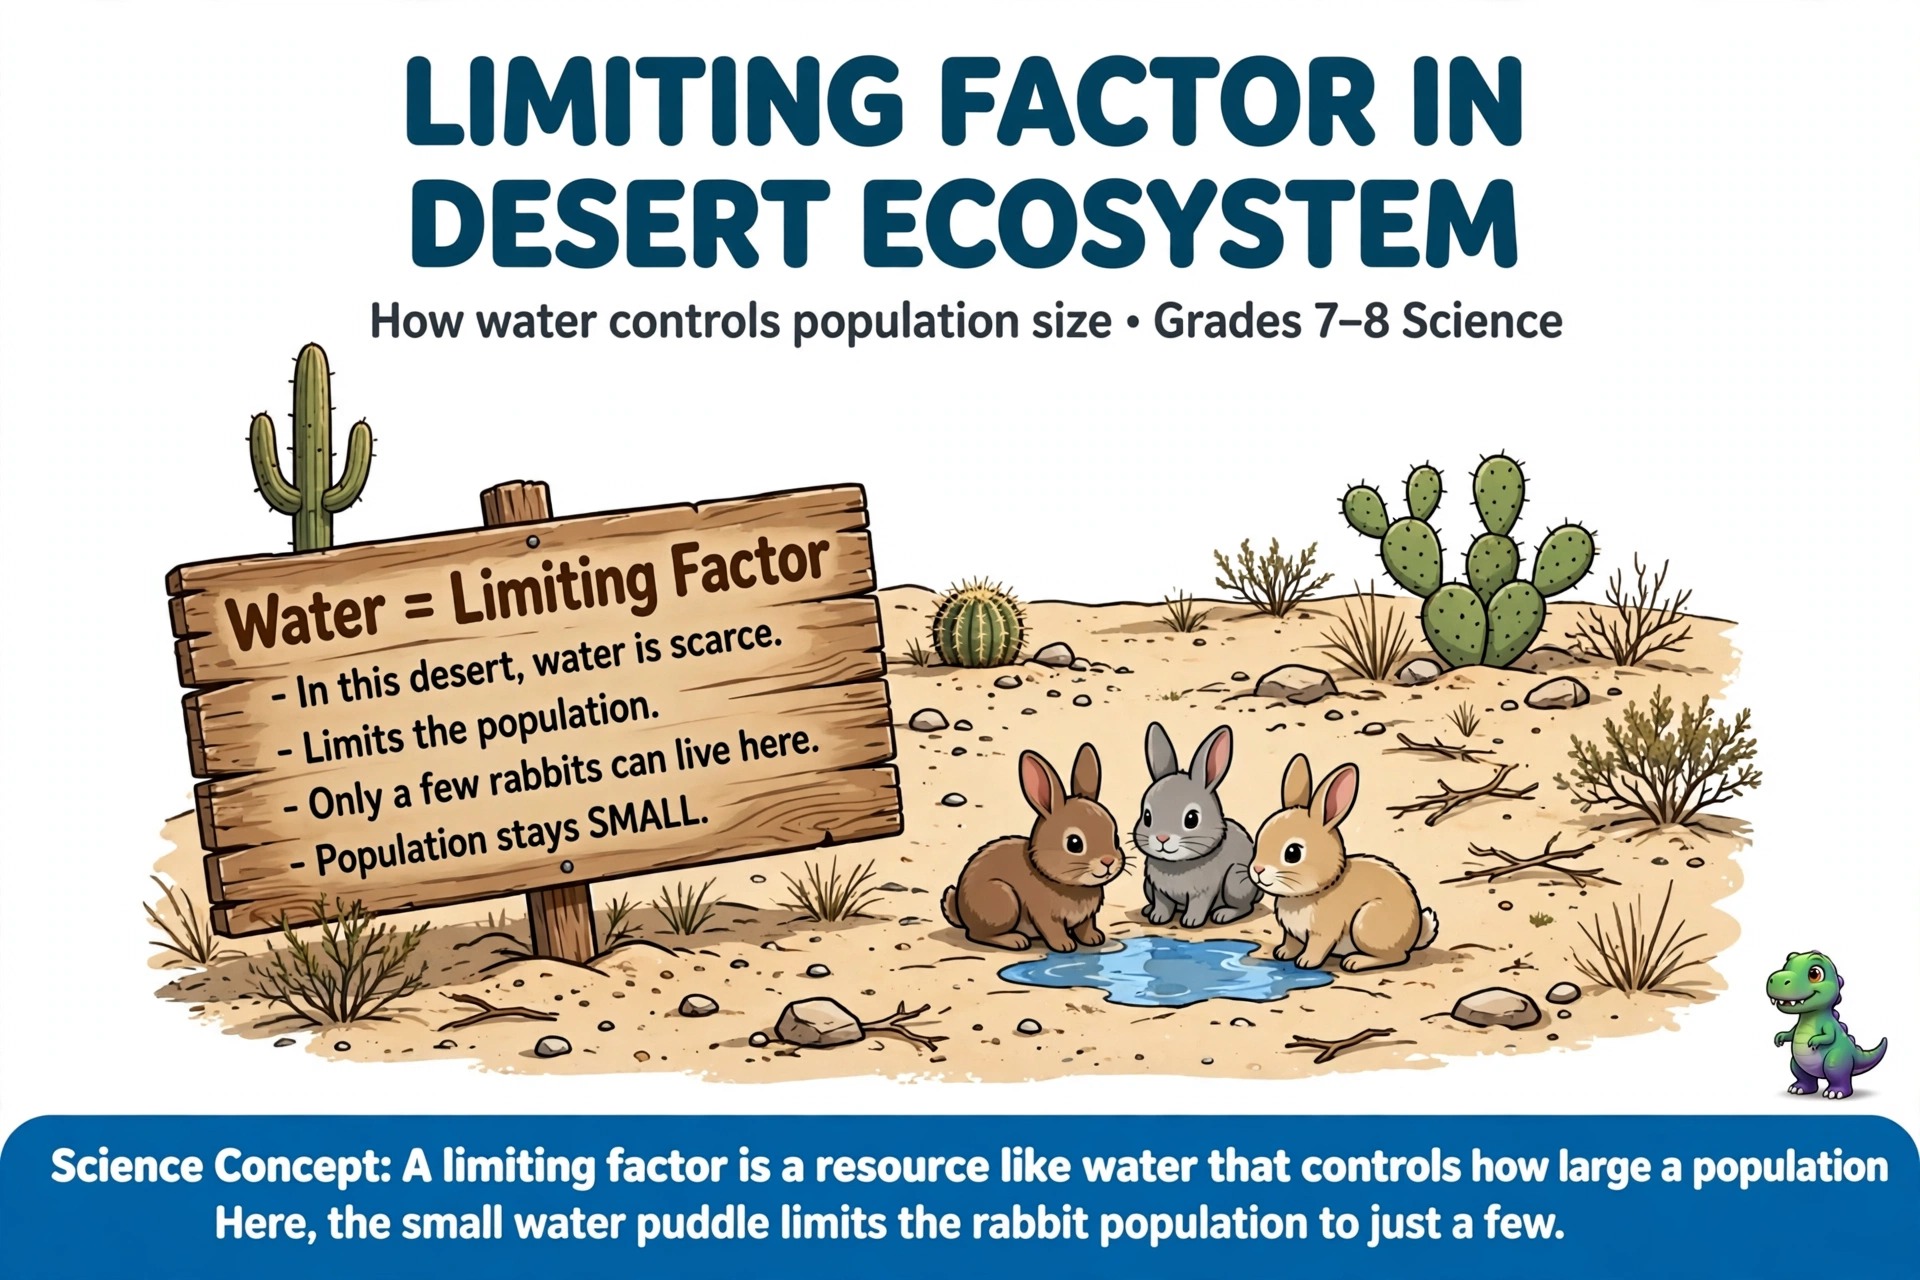 LIMITING FACTOR IN
DESERT ECOSYSTEM
How water controls population size • Grades 7–8 Science
Water = Limiting Factor
- In this desert, water is scarce.
- Limits the population.
- Only a few rabbits can live here.
- Population stays SMALL.
Science Concept: A limiting factor is a resource like water that controls how large a population
Here, the small water puddle limits the rabbit population to just a few.